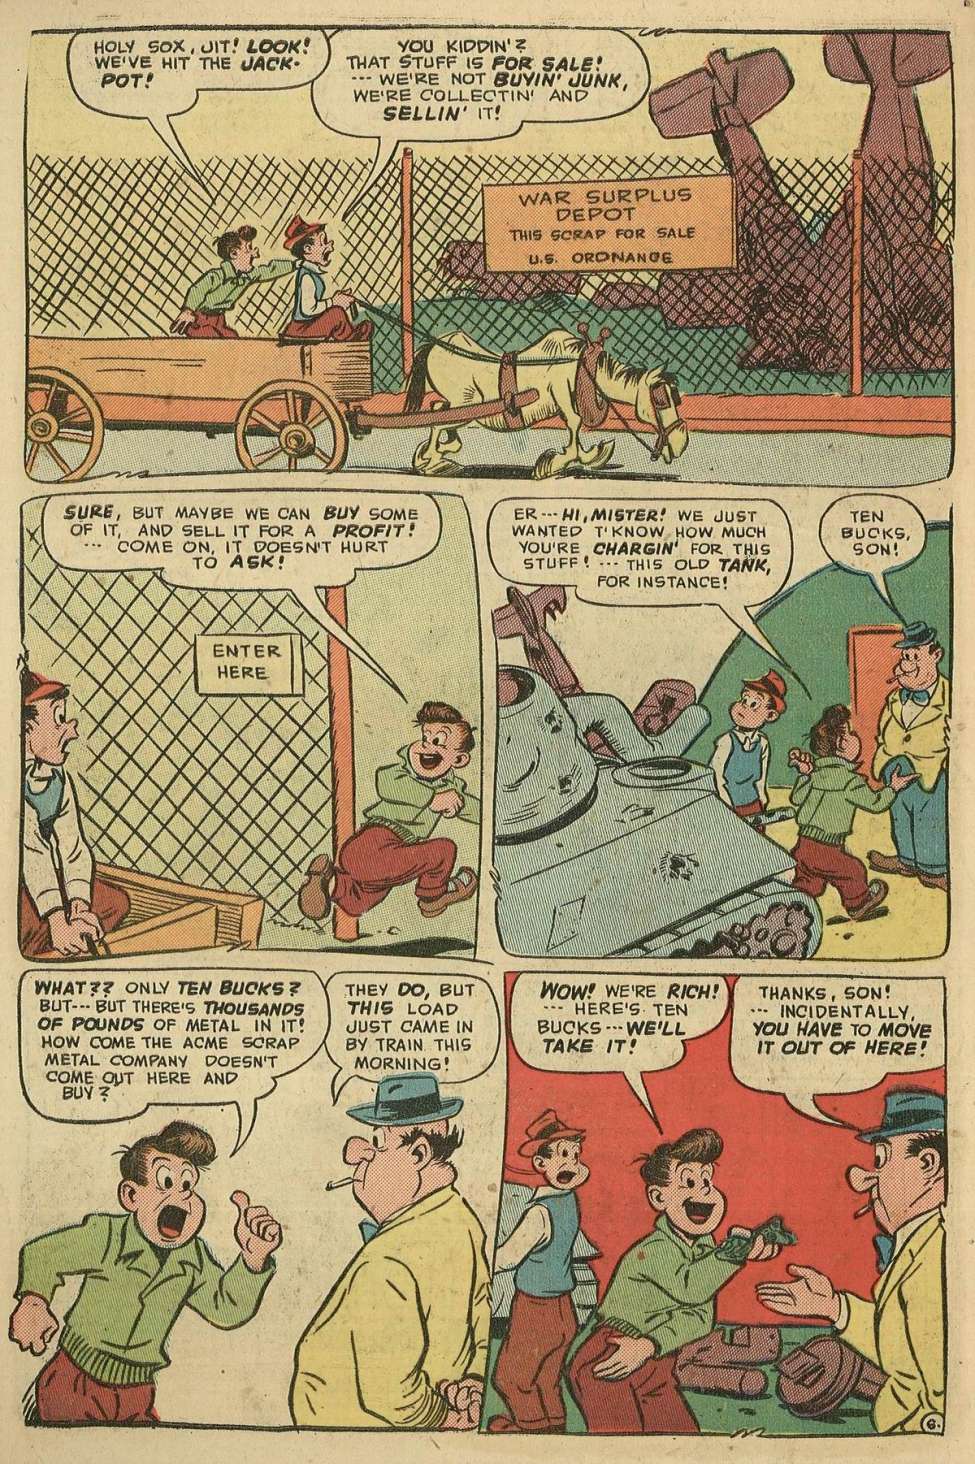 HOLY SOX, JIT! LOOK!
WE'VE HIT THE JACK-
POT!
YOU KIDDIN'?
THAT STUFF IS FOR SALE!
--- WE'RE NOT BUYIN' JUNK,
WE'RE COLLECTIN' AND
SELLIN' IT!
WAR SURPLUS
DEPOT
THIS SCRAP FOR SALE
U.S. ORDNANCE
SURE, BUT MAYBE WE CAN BUY SOME
OF IT, AND SELL IT FOR A PROFIT!
--- COME ON, IT DOESN'T HURT
TO ASK!
ENTER
HERE
ER --- HI, MISTER! WE JUST
WANTED T'KNOW HOW MUCH
YOU'RE CHARGIN' FOR THIS
STUFF! --- THIS OLD TANK,
FOR INSTANCE!
TEN
BUCKS,
SON!
WHAT?? ONLY TEN BUCKS?
BUT--- BUT THERE'S THOUSANDS
OF POUNDS OF METAL IN IT!
HOW COME THE ACME SCRAP
METAL COMPANY DOESN'T
COME OUT HERE AND
BUY?
THEY DO, BUT
THIS LOAD
JUST CAME IN
BY TRAIN THIS
MORNING!
WOW! WE'RE RICH!
--- HERE'S TEN
BUCKS --- WE'LL
TAKE IT!
THANKS, SON!
--- INCIDENTALLY,
YOU HAVE TO MOVE
IT OUT OF HERE!
6.